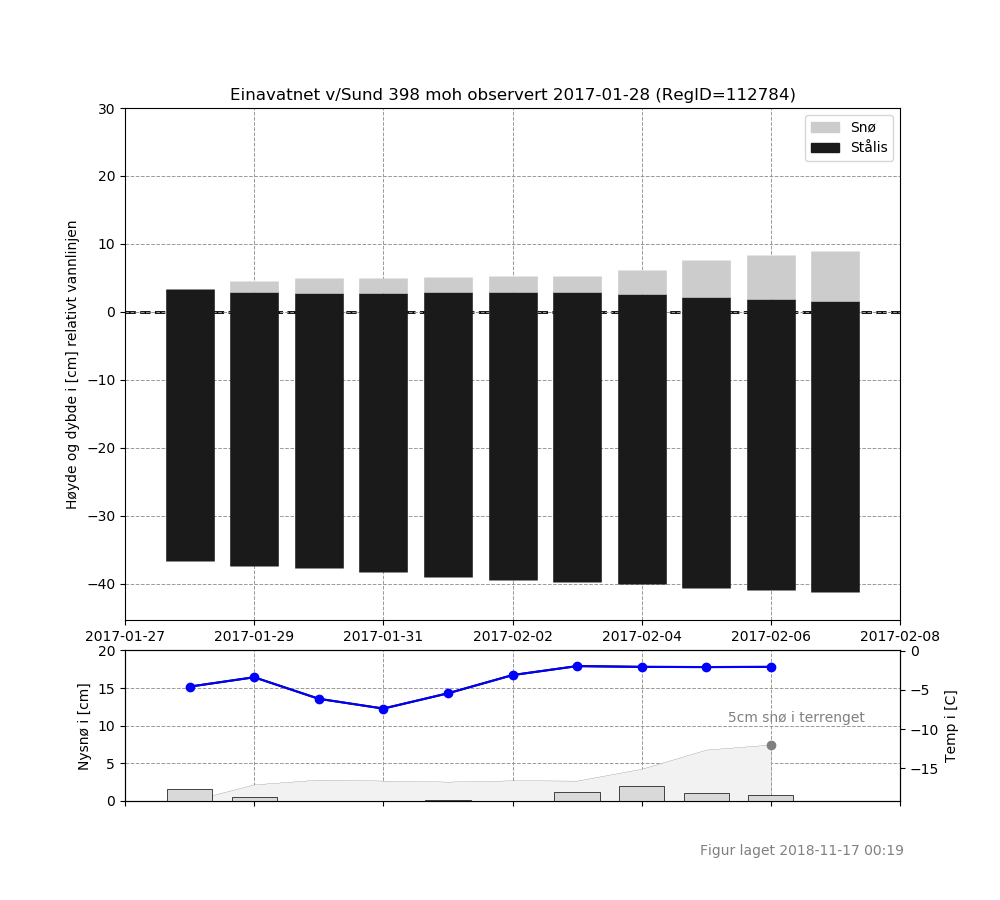 Einavatnet v/Sund 398 moh observert 2017-01-28 (RegID=112784)
Snø
Stålis
30
20
10
0
−10
−20
−30
−40
Høyde og dybde i [cm] relativt vannlinjen
2017-01-27 2017-01-29 2017-01-31 2017-02-02 2017-02-04 2017-02-06 2017-02-08
20
15
10
5
0
Nysnø i [cm]
5cm snø i terrenget
0
−5
−10
−15
Temp i [C]
Figur laget 2018-11-17 00:19